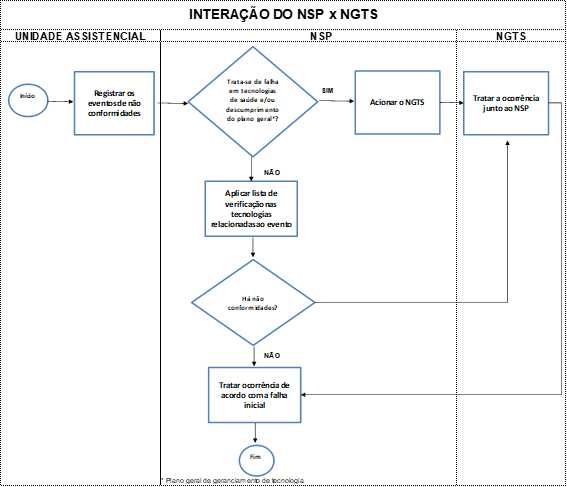 INTERAÇÃO DO NSP x NGTS
UNIDADE ASSISTENCIAL
NSP
NGTS
Início
Registrar os
eventos de não
conformidades
Trata-se de falha
em tecnologias
de saúde e/ou
descumprimento
do plano geral*?
SIM
Acionar o NGTS
Tratar a ocorrência
junto ao NSP
NÃO
Aplicar lista de
verificação nas
tecnologias
relacionadas ao evento
Há não
conformidades?
NÃO
Tratar ocorrência de
acordo com a falha
inicial
Fim
* Plano geral de geranciamento de tecnologia